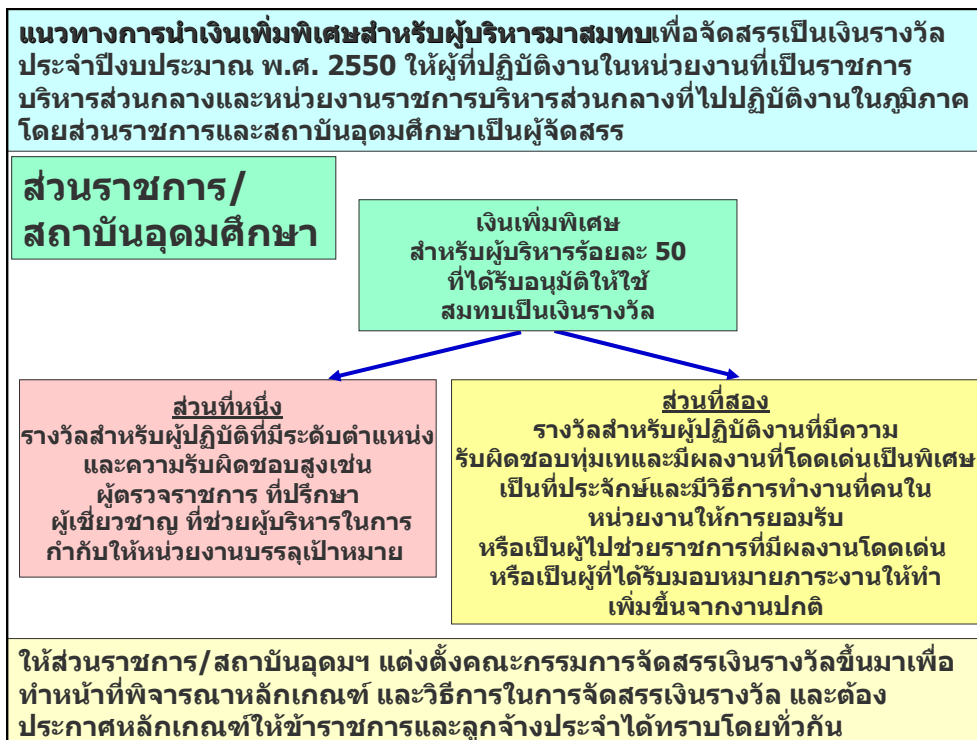 แนวทางการนำเงินเพิ่มพิเศษสำหรับผู้บริหารมาสมทบเพื่อจัดสรรเป็นเงินรางวัล
ประจำปีงบประมาณ พ.ศ. 2550 ให้ผู้ที่ปฏิบัติงานในหน่วยงานที่เป็นราชการ
บริหารส่วนกลางและหน่วยงานราชการบริหารส่วนกลางที่ไปปฏิบัติงานในภูมิภาค
โดยส่วนราชการและสถาบันอุดมศึกษาเป็นผู้จัดสรร
ส่วนราชการ/
สถาบันอุดมศึกษา
เงินเพิ่มพิเศษ
สำหรับผู้บริหารร้อยละ 50
ที่ได้รับอนุมัติให้ใช้
สมทบเป็นเงินรางวัล
ส่วนที่หนึ่ง
รางวัลสำหรับผู้ปฏิบัติที่มีระดับตำแหน่ง
และความรับผิดชอบสูงเช่น
ผู้ตรวจราชการ ที่ปรึกษา
ผู้เชี่ยวชาญ ที่ช่วยผู้บริหารในการ
กำกับให้หน่วยงานบรรลุเป้าหมาย
ส่วนที่สอง
รางวัลสำหรับผู้ปฏิบัติงานที่มีความ
รับผิดชอบทุ่มเทและมีผลงานที่โดดเด่นเป็นพิเศษ
เป็นที่ประจักษ์และมีวิธีการทำงานที่คนใน
หน่วยงานให้การยอมรับ
หรือเป็นผู้ไปช่วยราชการที่มีผลงานโดดเด่น
หรือเป็นผู้ที่ได้รับมอบหมายภาระงานให้ทำ
เพิ่มขึ้นจากงานปกติ
ให้ส่วนราชการ/สถาบันอุดมฯ แต่งตั้งคณะกรรมการจัดสรรเงินรางวัลขึ้นมาเพื่อ
ทำหน้าที่พิจารณาหลักเกณฑ์ และวิธีการในการจัดสรรเงินรางวัล และต้อง
ประกาศหลักเกณฑ์ให้ข้าราชการและลูกจ้างประจำได้ทราบโดยทั่วกัน